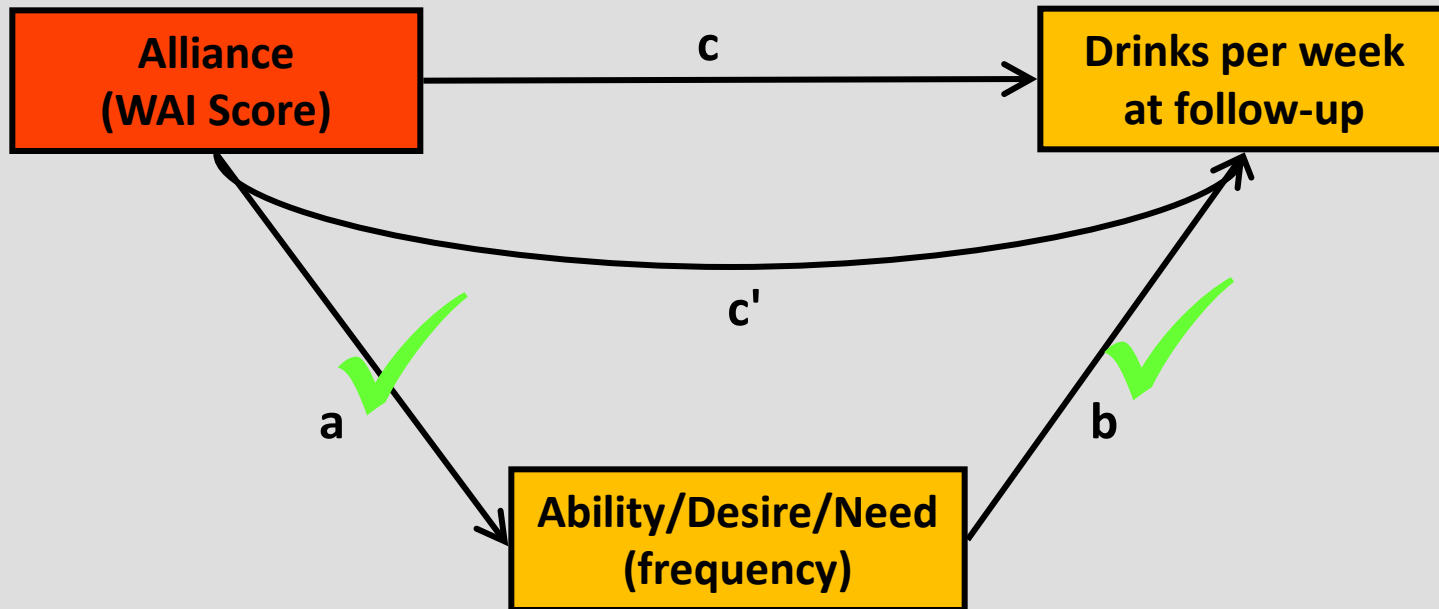 Alliance
(WAI Score)
c
Drinks per week
at follow-up
c'
a
b
Ability/Desire/Need
(frequency)